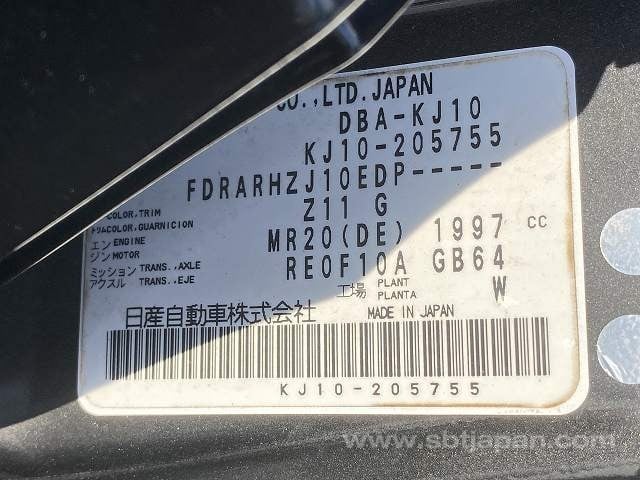 CO.,LTD.JAPAN
DBA-KJ10
KJ10-205755
FDRARHZJ10EDP-----
COLOR,TRIM Z11 G
COLOR,GUARNICION
エン ENGINE MR20(DE) 1997 CC
ジン MOTOR
ミッション TRANS.,AXLE RE0F10A GB64
アクスル TRANS.,EJE
工場 PLANT PLANTA W
日産自動車株式会社 MADE IN JAPAN
KJ10-205755
www.sbtjapan.com